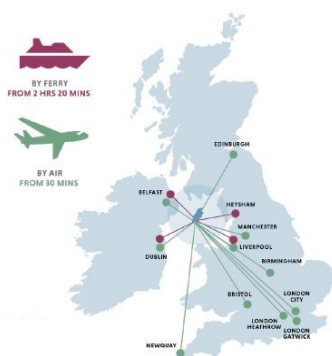 BY FERRY
FROM 2 HRS 20 MINS
BY AIR
FROM 30 MINS
EDINBURGH
BELFAST
HEYSHAM
MANCHESTER
LIVERPOOL
DUBLIN
BIRMINGHAM
BRISTOL
LONDON
CITY
LONDON
HEATHROW
LONDON
GATWICK
NEWQUAY